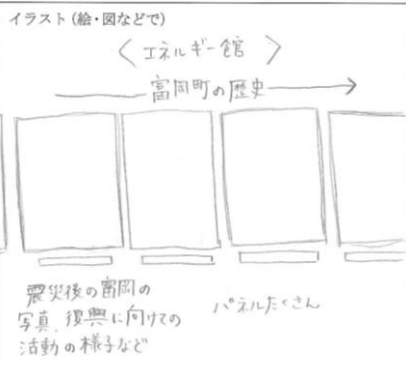 イラスト(絵・図などで)
〈エネルギー館〉
富岡町の歴史
震災後の富岡の
写真、復興に向けての
活動の様子など
パネルたくさん